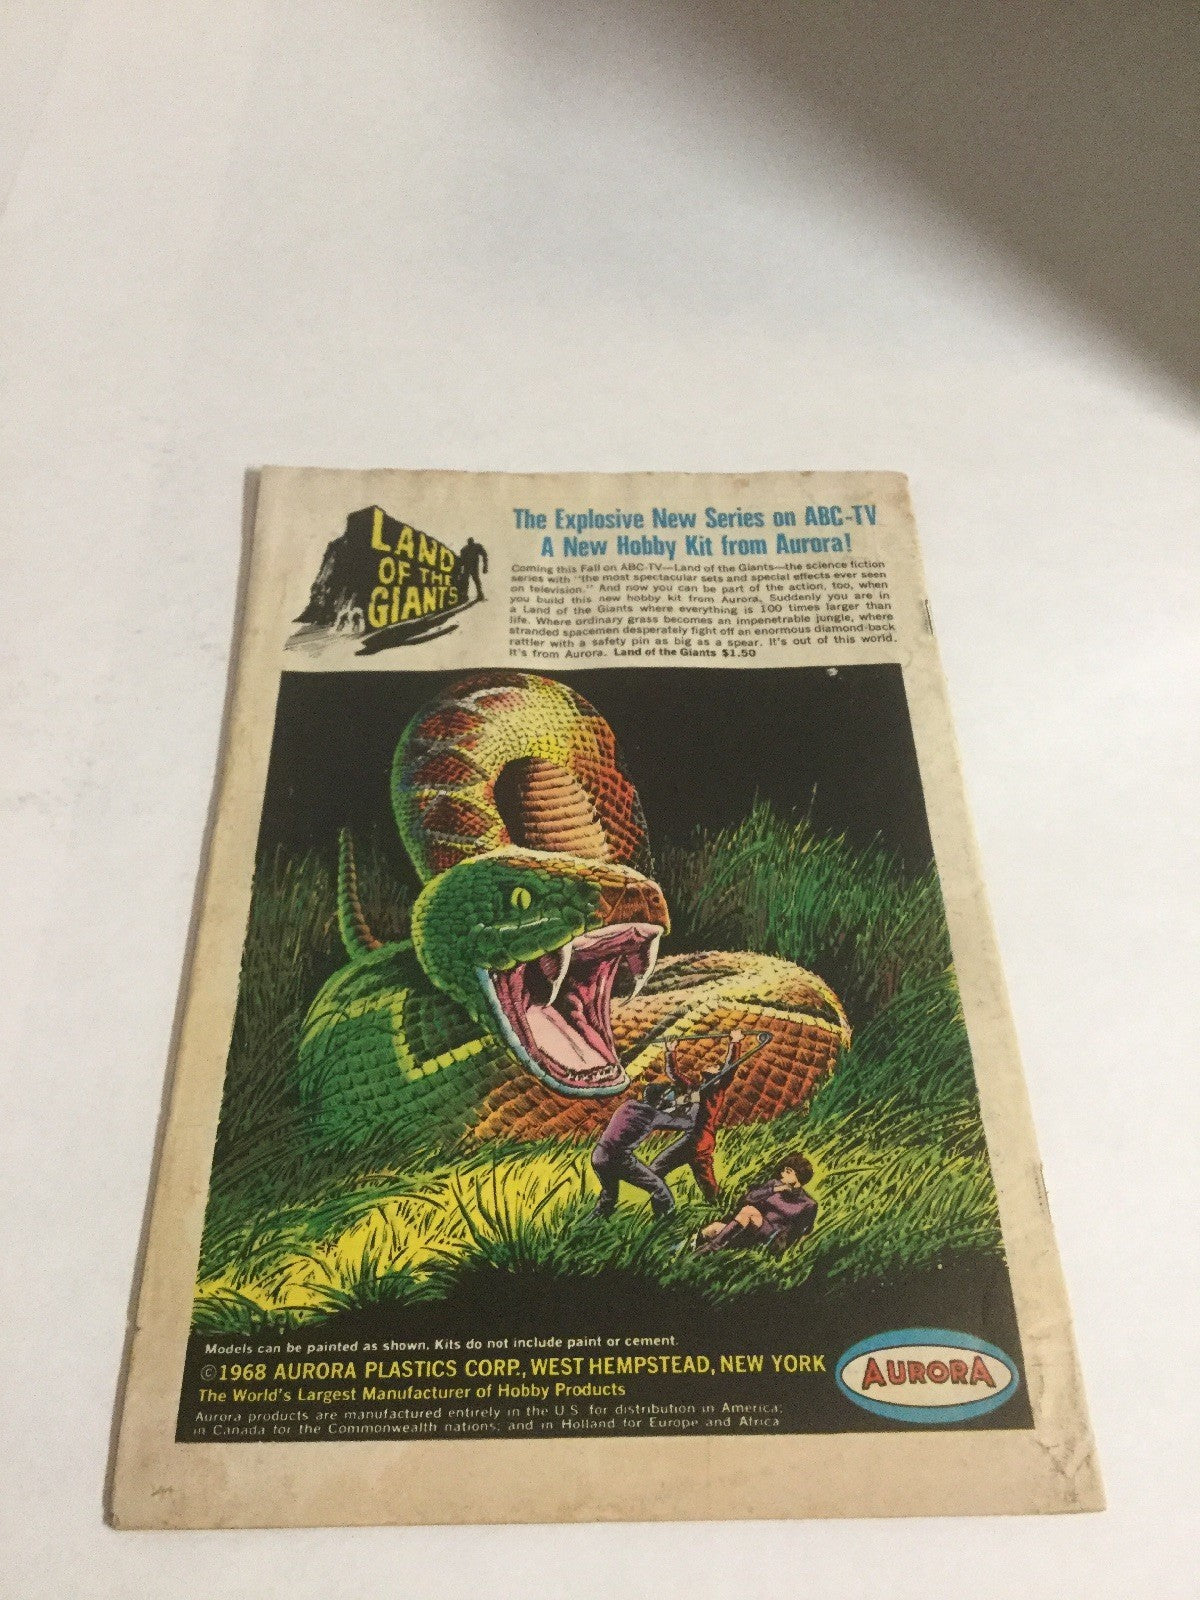 LAND
OF THE
GIANTS
The Explosive New Series on ABC-TV
A New Hobby Kit from Aurora!
Coming this Fall on ABC-TV—Land of the Giants—the science fiction
series with "the most spectacular sets and special effects ever seen
on television." And now you can be part of the action, too, when
you build this new hobby kit from Aurora. Suddenly you are in
a Land of the Giants where everything is 100 times larger than
life. Where ordinary grass becomes an impenetrable jungle, where
stranded spacemen desperately fight off an enormous diamond-back
rattler with a safety pin as big as a spear. It's out of this world.
It's from Aurora. Land of the Giants $1.50
Models can be painted as shown. Kits do not include paint or cement.
©1968 AURORA PLASTICS CORP., WEST HEMPSTEAD, NEW YORK
The World's Largest Manufacturer of Hobby Products
Aurora products are manufactured entirely in the U.S. for distribution in America;
in Canada for the Commonwealth nations; and in Holland for Europe and Africa
AURORA